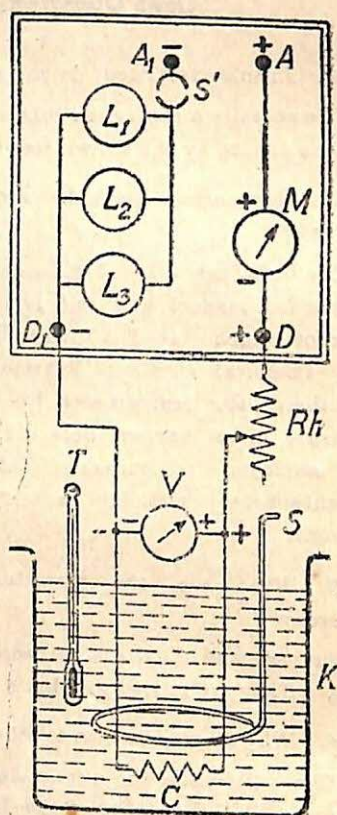 − +
A₁ A
S'
L₁
L₂
+ M
L₃
−
D₁ − + D
Rh
T
V
S
− − + +
K
C